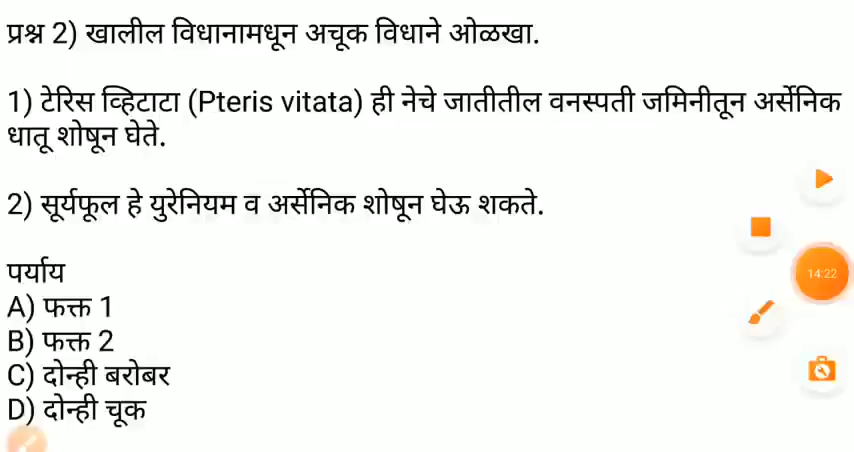 प्रश्न 2) खालील विधानामधून अचूक विधाने ओळखा.
1) टेरिस व्हिटाटा (Pteris vitata) ही नेचे जातीतील वनस्पती जमिनीतून अर्सेनिक
धातू शोषून घेते.
2) सूर्यफूल हे युरेनियम व अर्सेनिक शोषून घेऊ शकते.
14:22
पर्याय
A) फक्त 1
B) फक्त 2
C) दोन्ही बरोबर
D) दोन्ही चूक